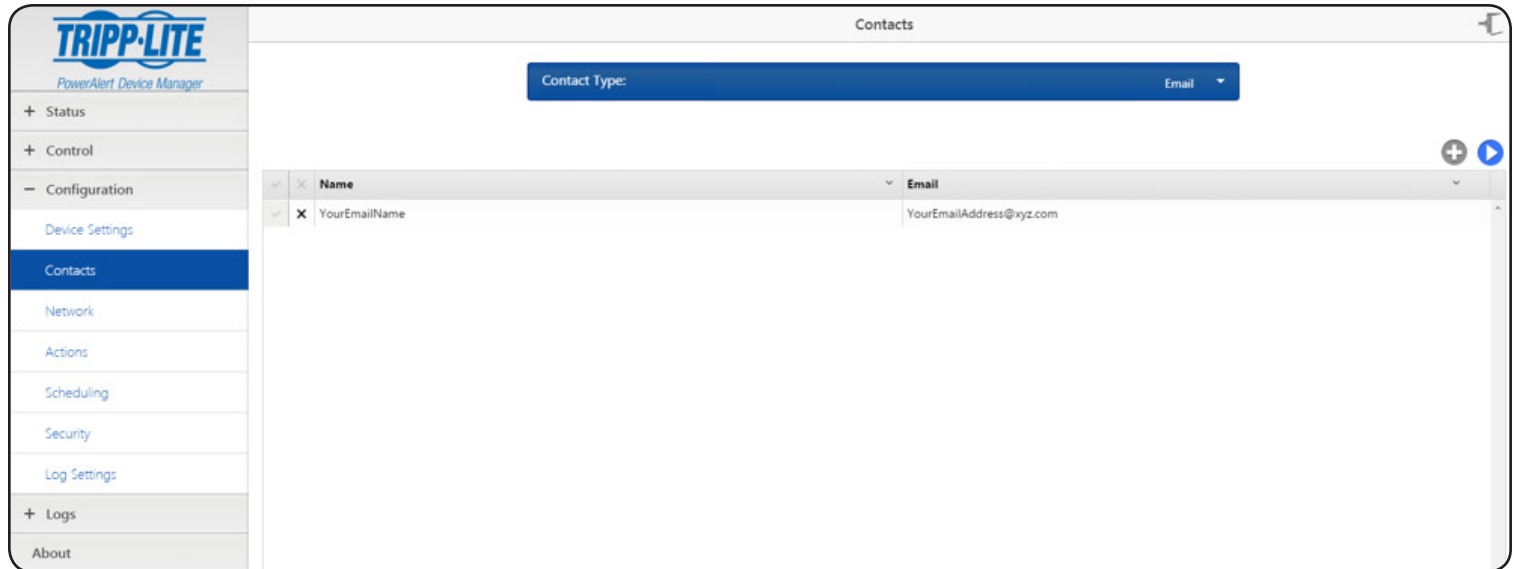 TRIPP·LITE
PowerAlert Device Manager
+ Status
+ Control
− Configuration
Device Settings
Contacts
Network
Actions
Scheduling
Security
Log Settings
+ Logs
About
Contacts
Contact Type: Email
Name Email
YourEmailName YourEmailAddress@xyz.com